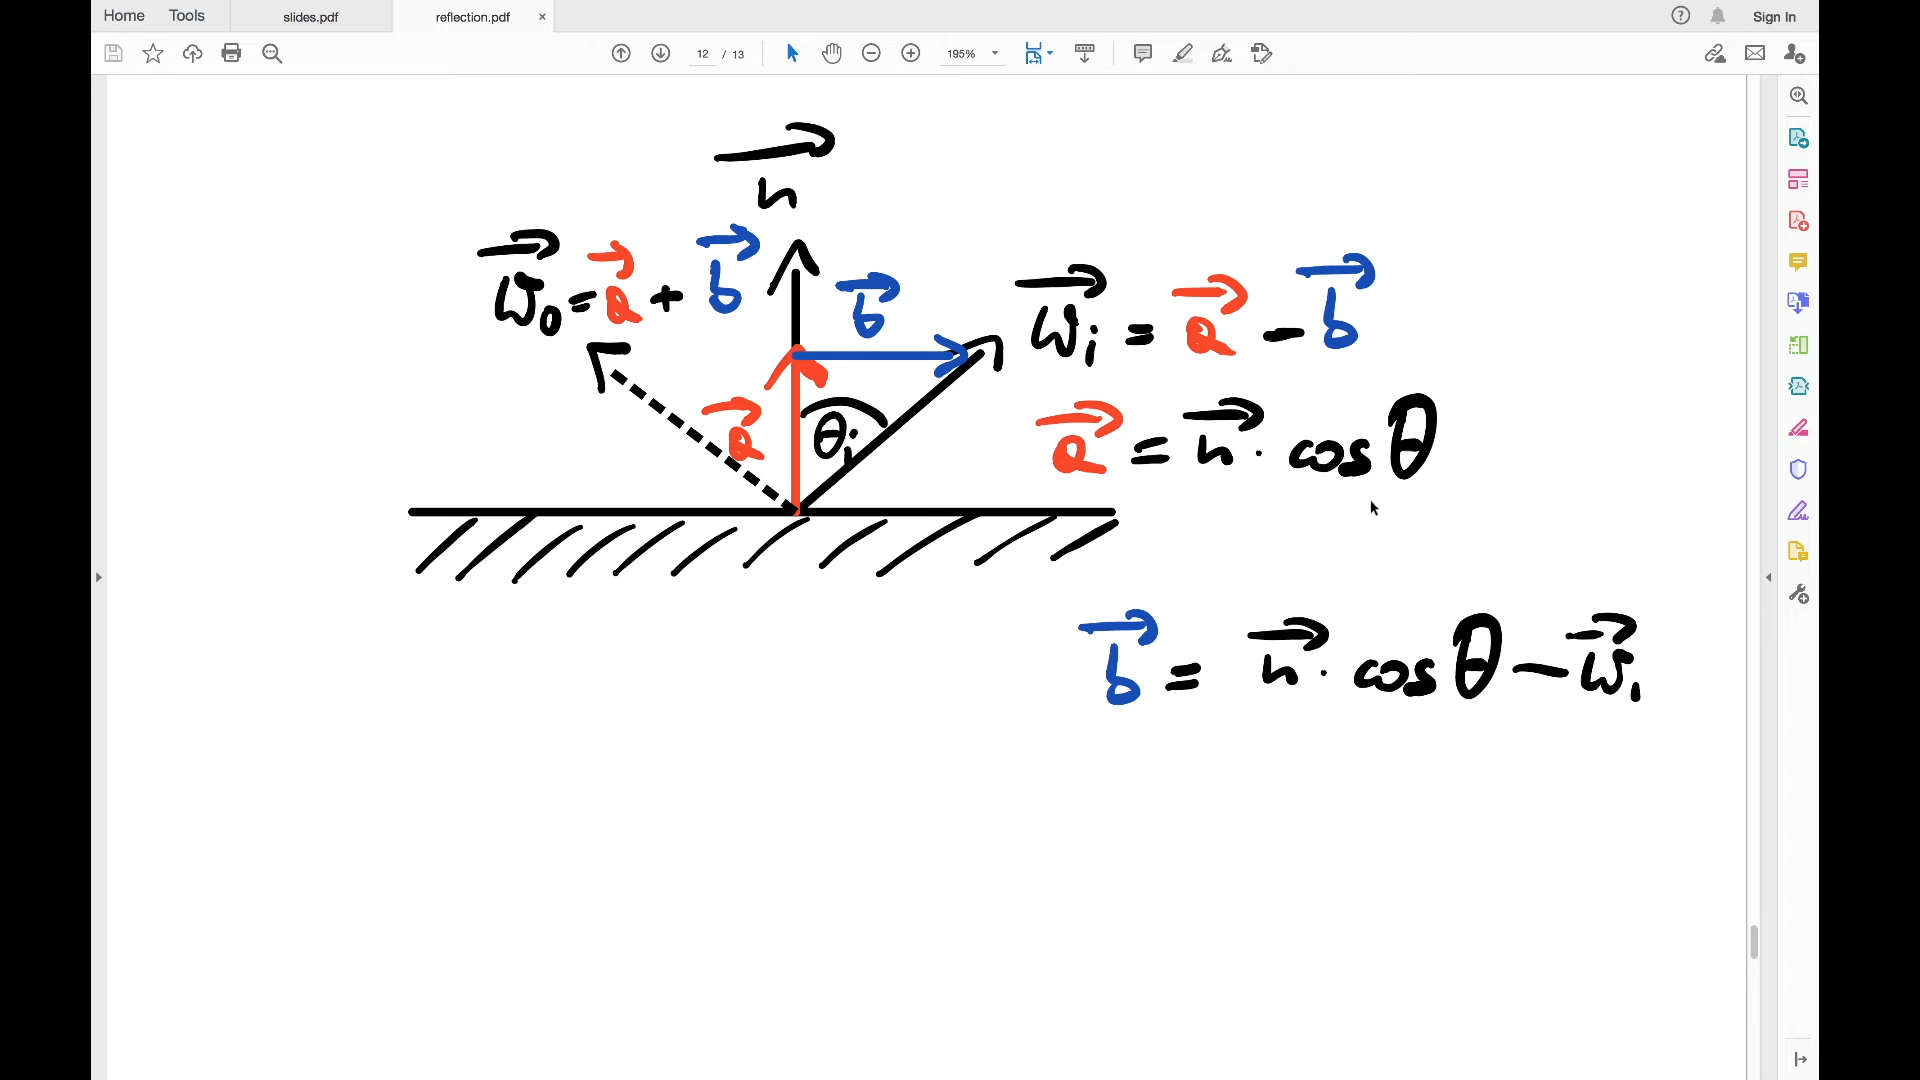 Home Tools slides.pdf reflection.pdf × Sign In
12 / 13 195%
n
w₀ = a + b
b
wᵢ = a − b
a
θᵢ
a = n · cos θ
b = n · cos θ − wᵢ